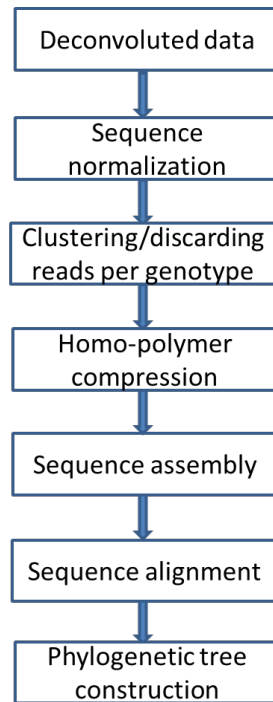 Deconvoluted data
Sequence
normalization
Clustering/discarding
reads per genotype
Homo-polymer
compression
Sequence assembly
Sequence alignment
Phylogenetic tree
construction